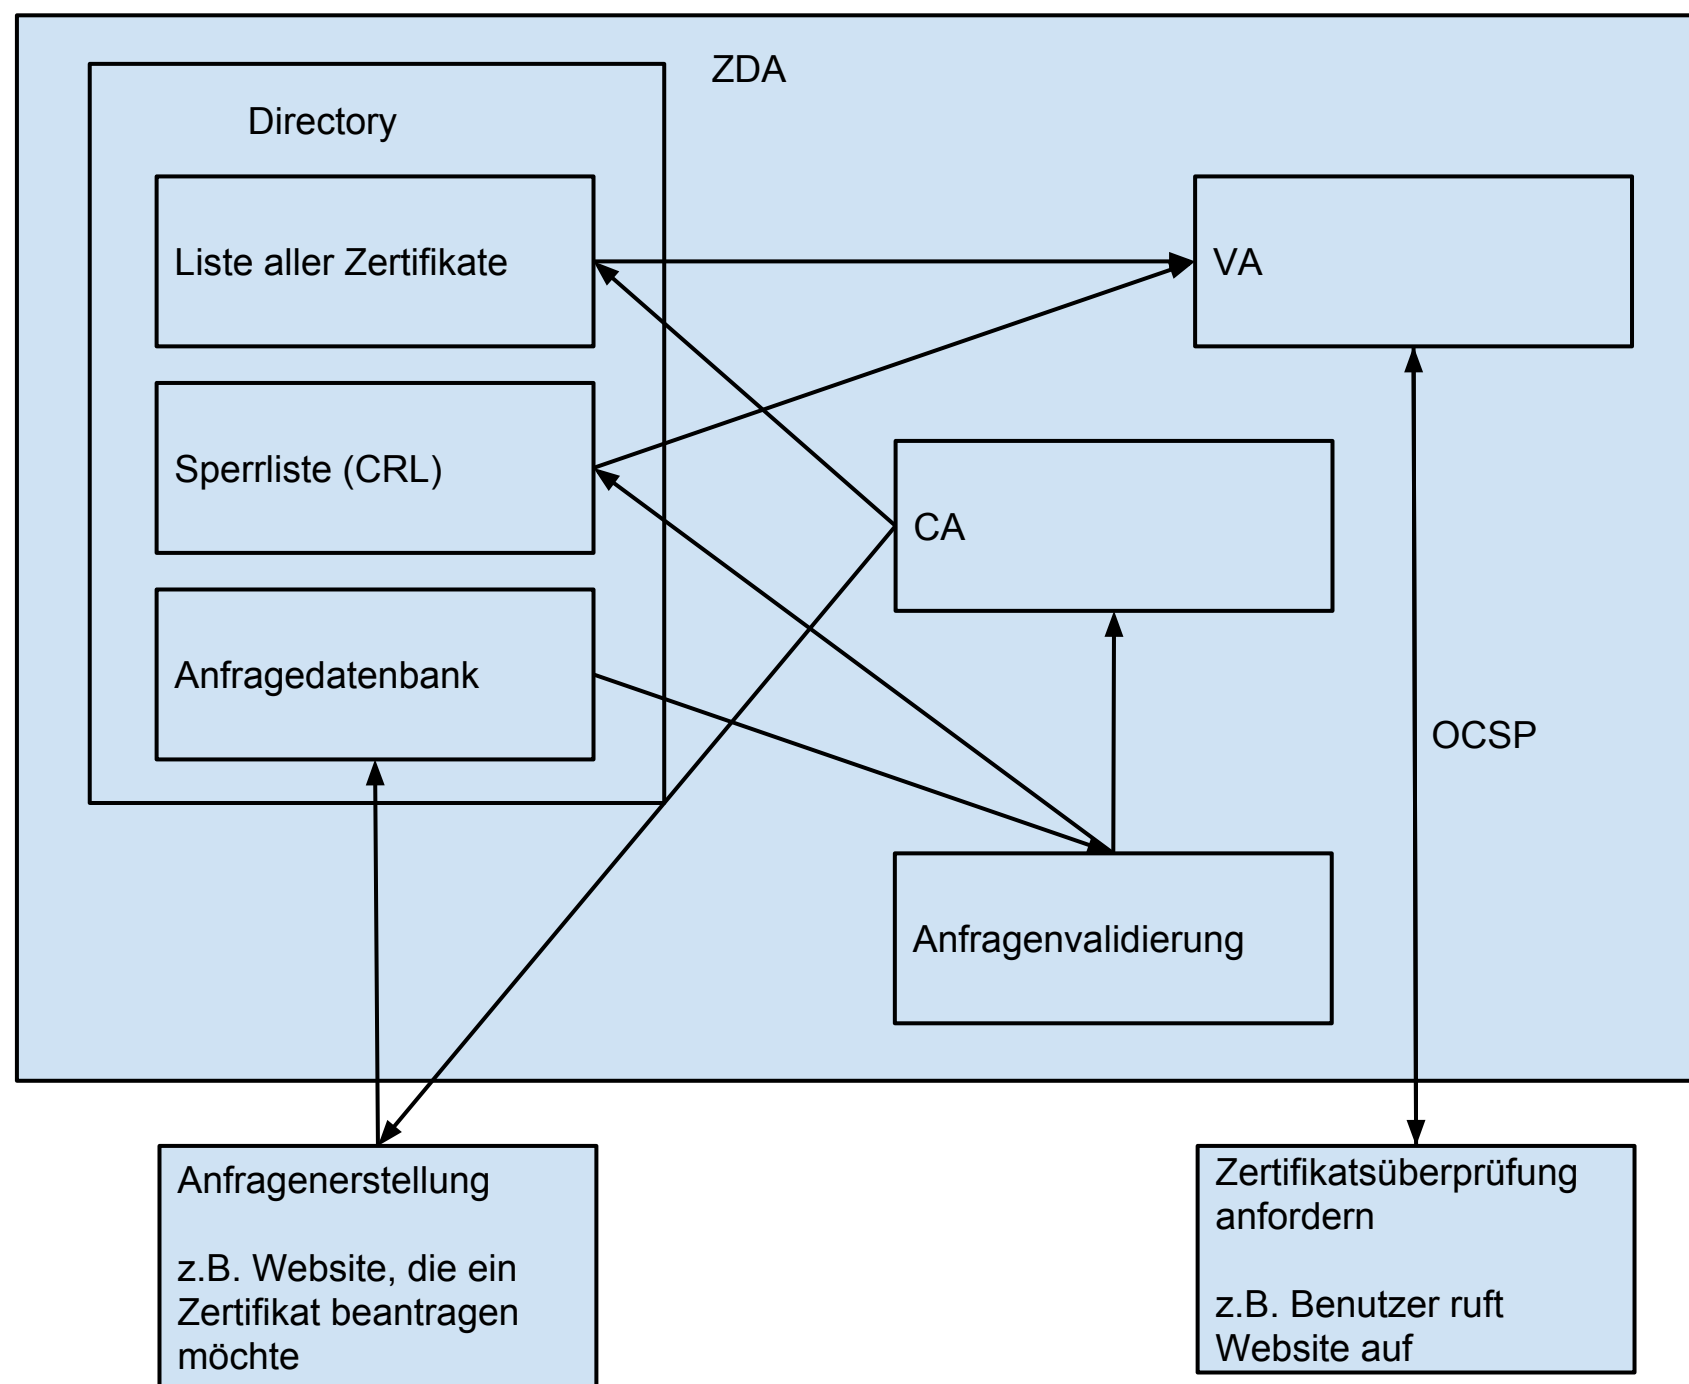 ZDA
Directory
Liste aller Zertifikate
VA
Sperrliste (CRL)
CA
Anfragedatenbank
OCSP
Anfragenvalidierung
Anfragenerstellung
z.B. Website, die ein
Zertifikat beantragen
möchte
Zertifikatsüberprüfung
anfordern
z.B. Benutzer ruft
Website auf